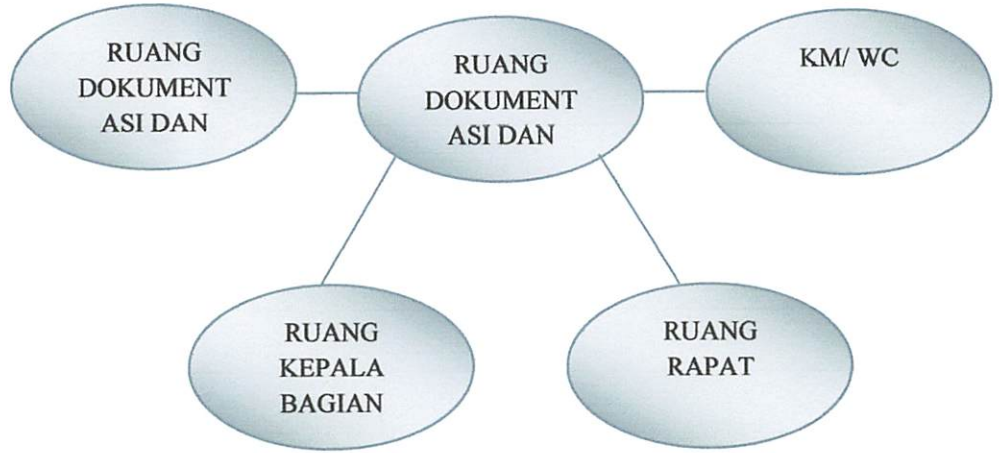 RUANG
DOKUMENT
ASI DAN
RUANG
DOKUMENT
ASI DAN
KM/ WC
RUANG
KEPALA
BAGIAN
RUANG
RAPAT